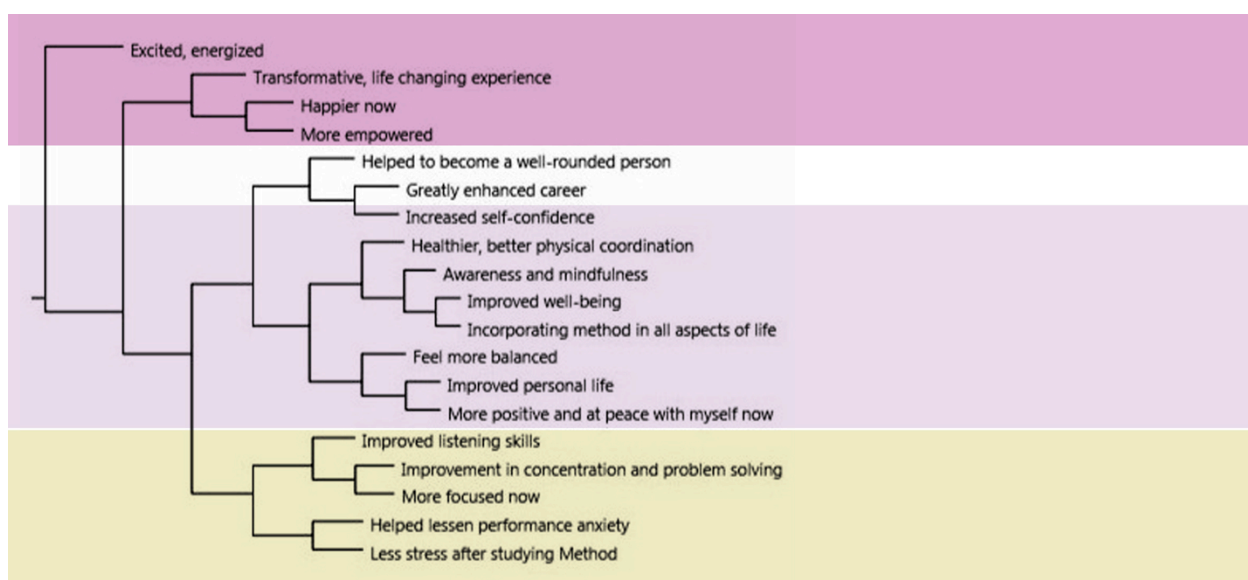 Excited, energized
Transformative, life changing experience
Happier now
More empowered
Helped to become a well-rounded person
Greatly enhanced career
Increased self-confidence
Healthier, better physical coordination
Awareness and mindfulness
Improved well-being
Incorporating method in all aspects of life
Feel more balanced
Improved personal life
More positive and at peace with myself now
Improved listening skills
Improvement in concentration and problem solving
More focused now
Helped lessen performance anxiety
Less stress after studying Method